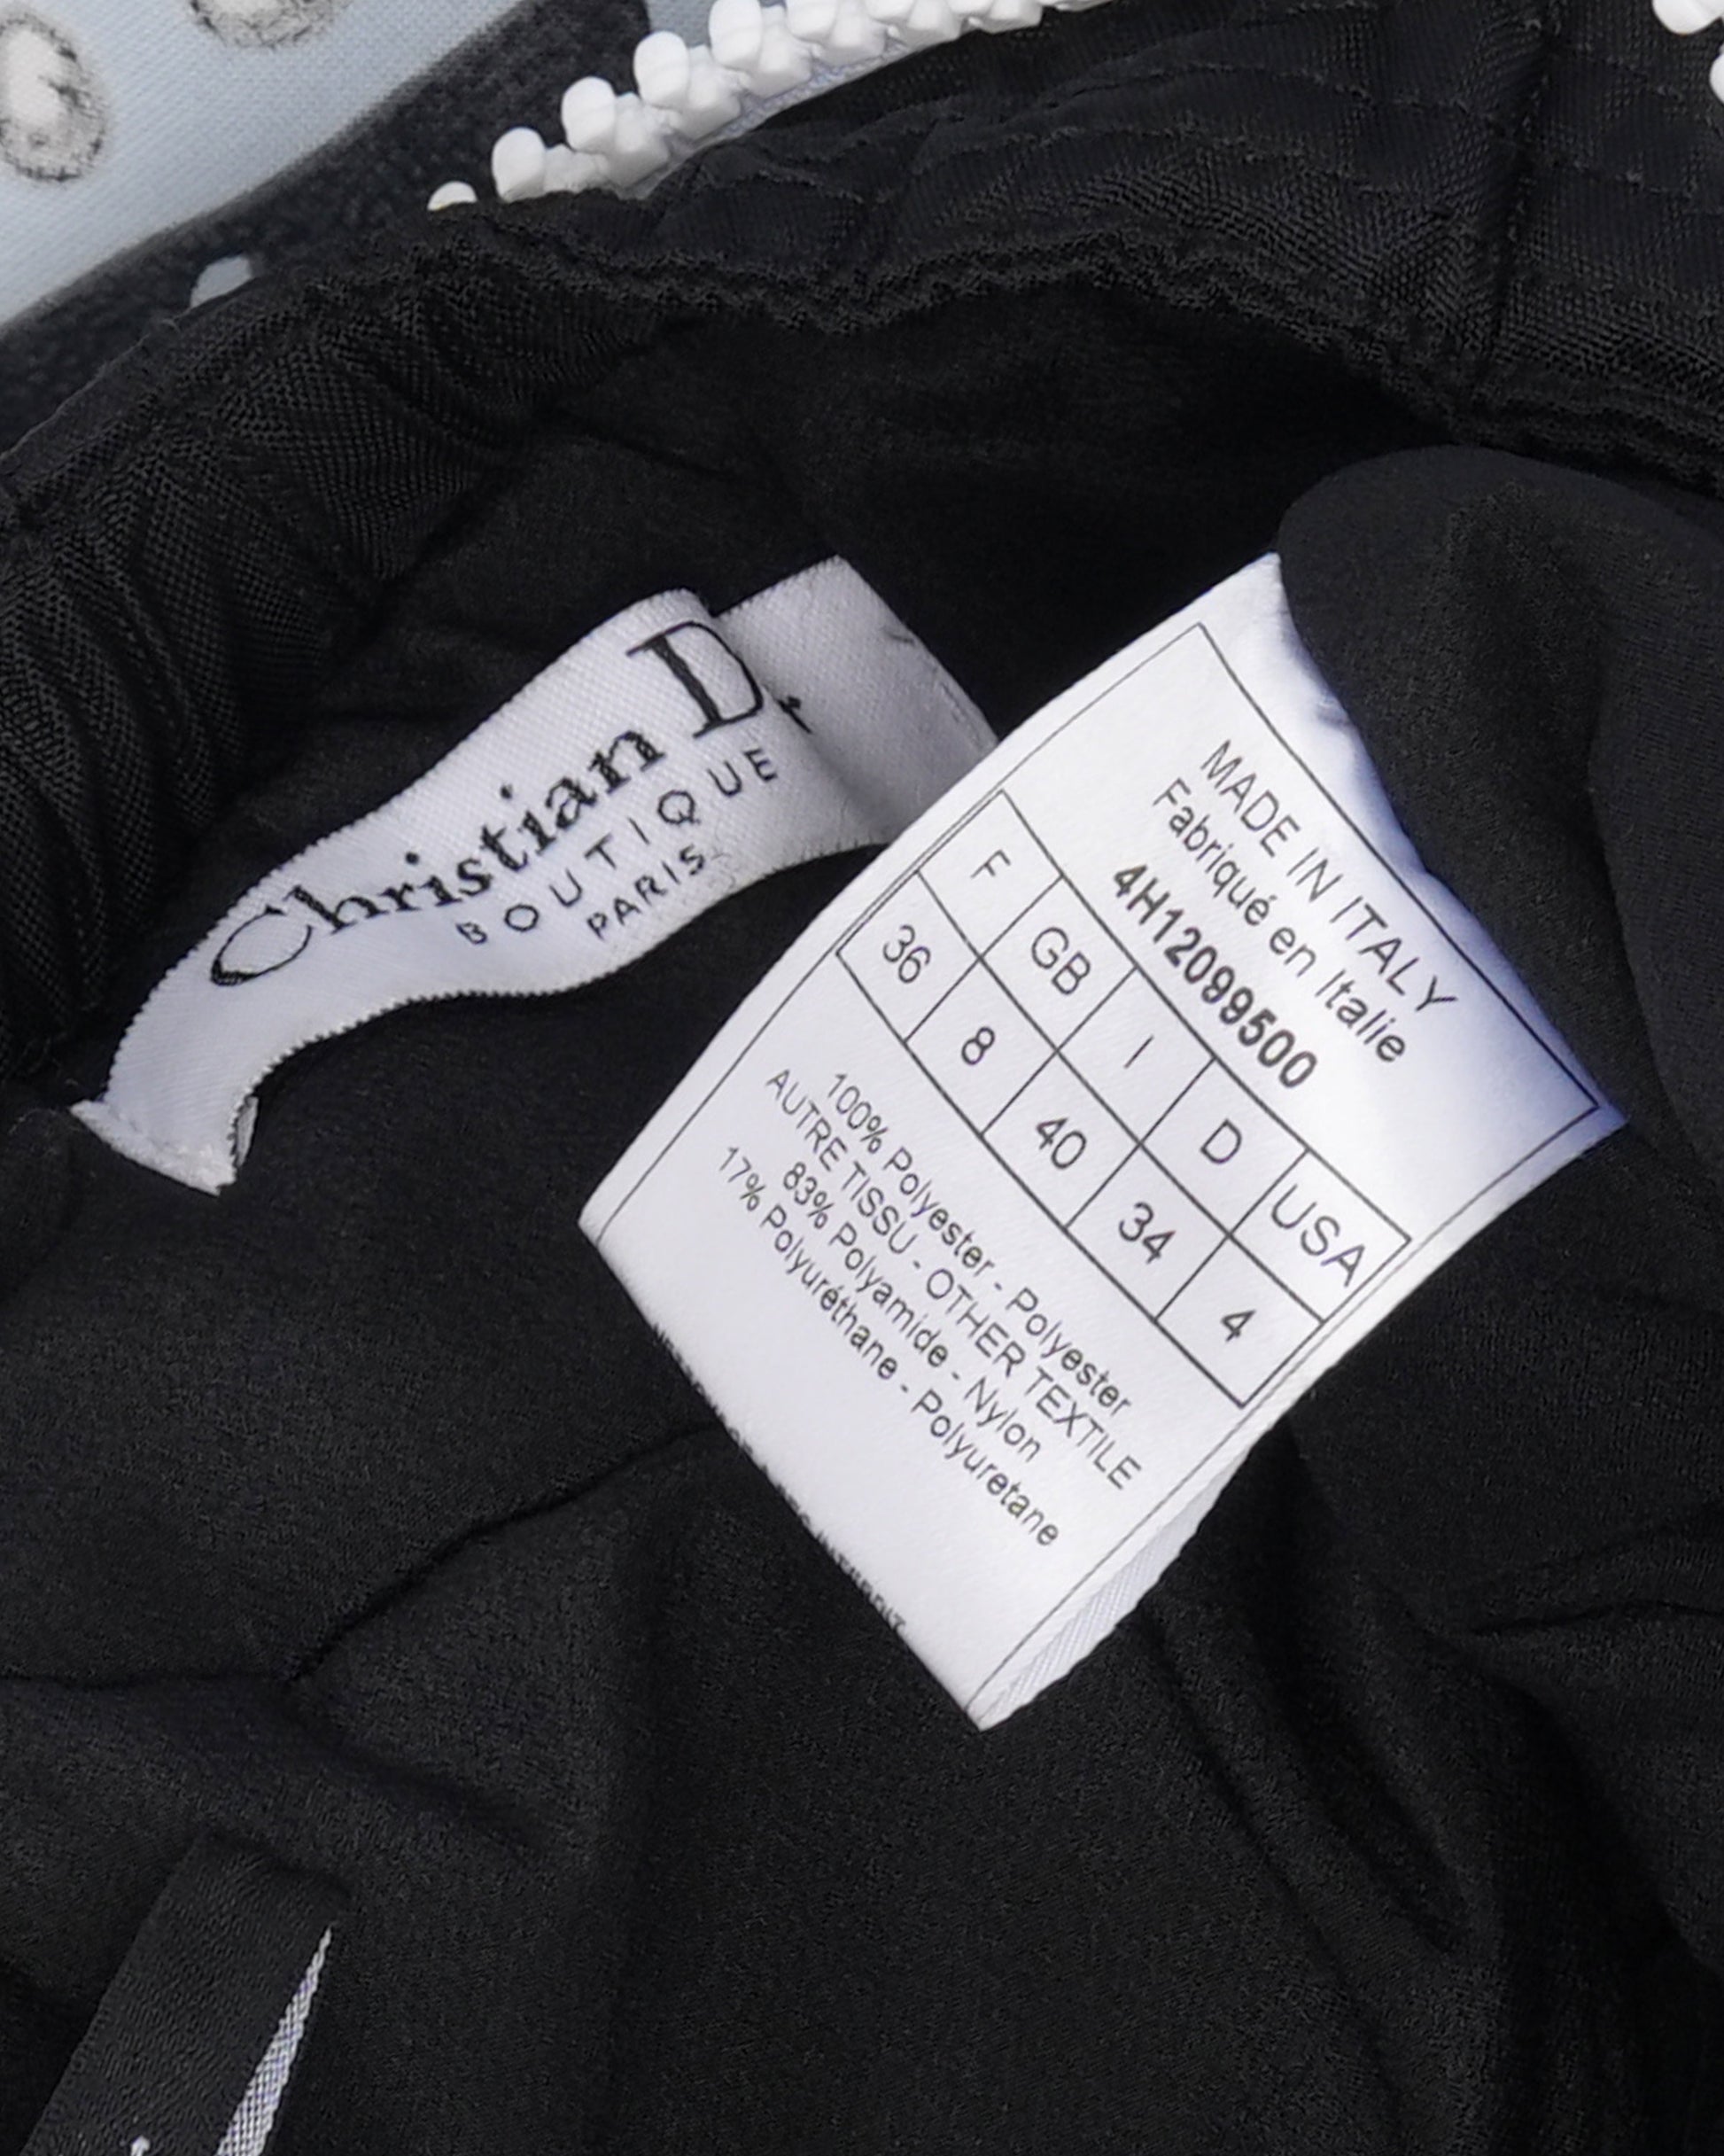 Christian D
BOUTIQUE
PARIS
MADE IN ITALY
Fabriqué en Italie
4H12099500
F GB I D USA
36 8 40 34 4
100% Polyester - Polyester
AUTRE TISSU - OTHER TEXTILE
83% Polyamide - Nylon
17% Polyuréthane - Polyuretane